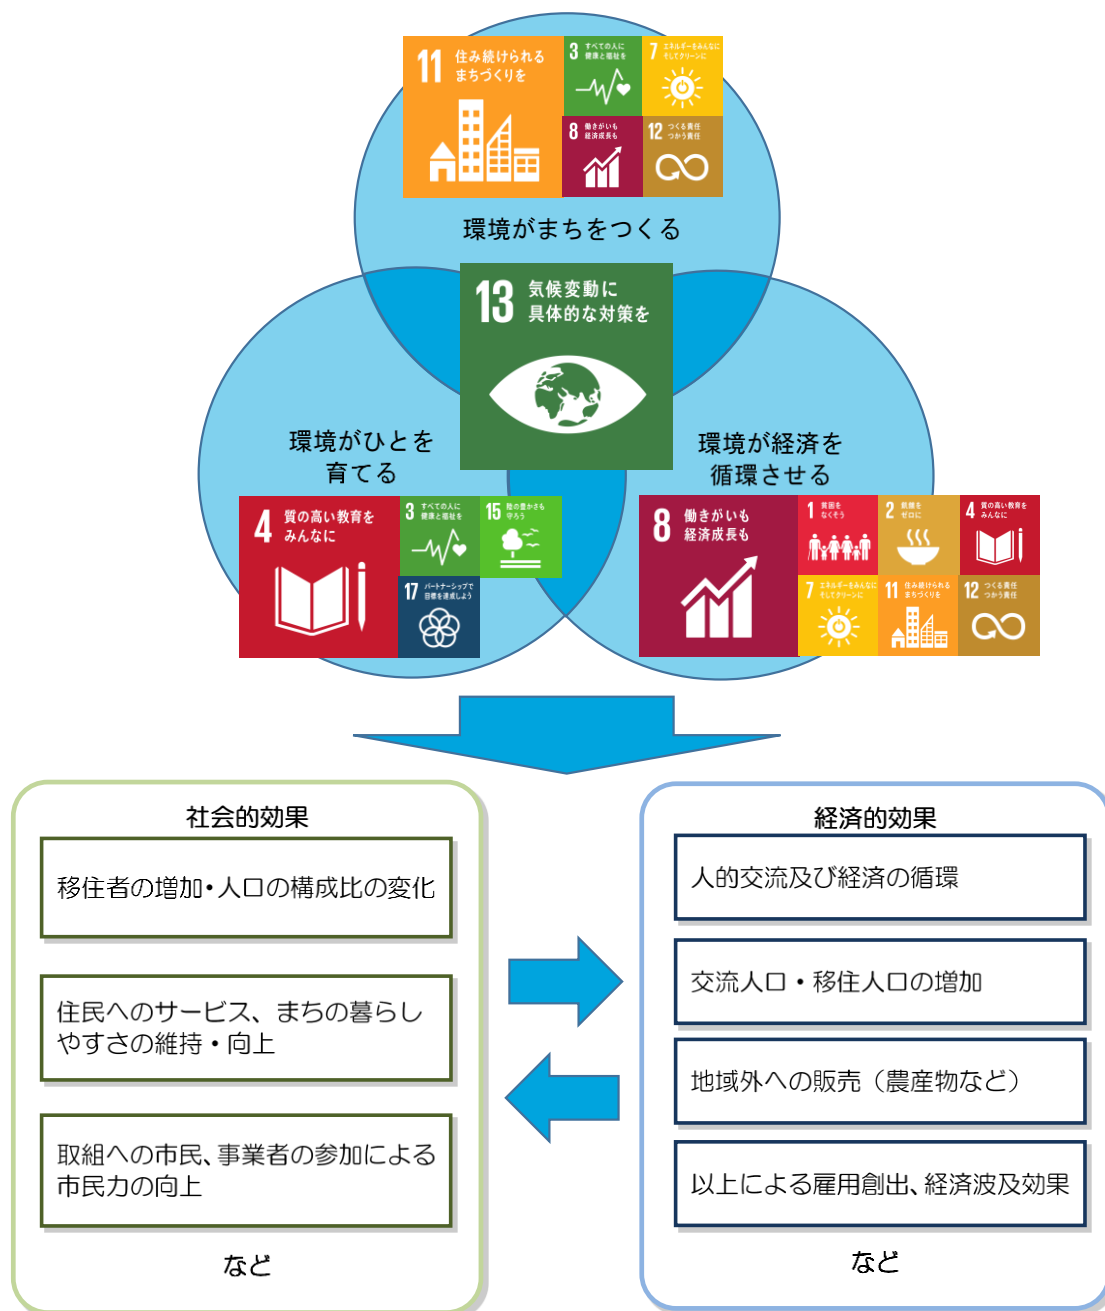 11 住み続けられる
まちづくりを
3 すべての人に
健康と福祉を
7 エネルギーをみんなに
そしてクリーンに
8 働きがいも
経済成長も
12 つくる責任
つかう責任
環境がまちをつくる
13 気候変動に
具体的な対策を
環境がひとを
育てる
4 質の高い教育を
みんなに
3 すべての人に
健康と福祉を
15 陸の豊かさも
守ろう
17 パートナーシップで
目標を達成しよう
環境が経済を
循環させる
8 働きがいも
経済成長も
1 貧困を
なくそう
2 飢餓を
ゼロに
4 質の高い教育を
みんなに
7 エネルギーをみんなに
そしてクリーンに
11 住み続けられる
まちづくりを
12 つくる責任
つかう責任
社会的効果
移住者の増加・人口の構成比の変化
住民へのサービス、まちの暮らし
やすさの維持・向上
取組への市民、事業者の参加による
市民力の向上
など
経済的効果
人的交流及び経済の循環
交流人口・移住人口の増加
地域外への販売（農産物など）
以上による雇用創出、経済波及効果
など